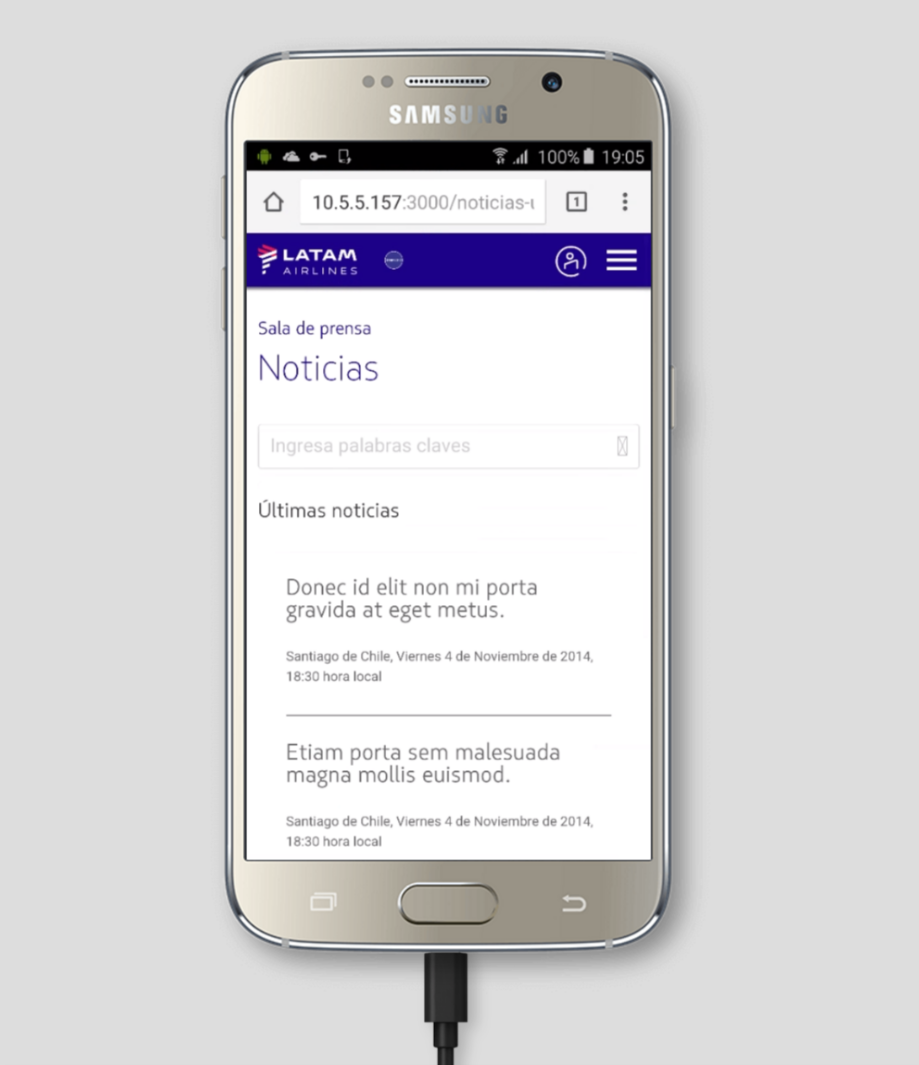 SAMSUNG
100% 19:05
10.5.5.157:3000/noticias-u
1
LATAM
AIRLINES
Sala de prensa
Noticias
Ingresa palabras claves
Últimas noticias
Donec id elit non mi porta
gravida at eget metus.
Santiago de Chile, Viernes 4 de Noviembre de 2014,
18:30 hora local
Etiam porta sem malesuada
magna mollis euismod.
Santiago de Chile, Viernes 4 de Noviembre de 2014,
18:30 hora local